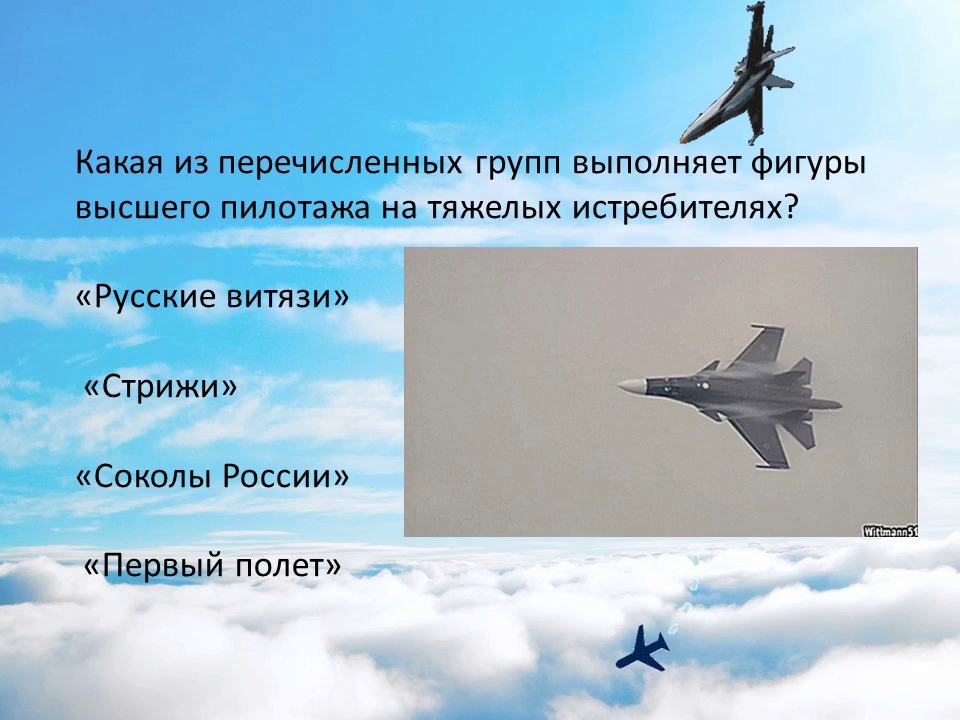 Какая из перечисленных групп выполняет фигуры
высшего пилотажа на тяжелых истребителях?
«Русские витязи»
«Стрижи»
«Соколы России»
«Первый полет»
Wittmann51